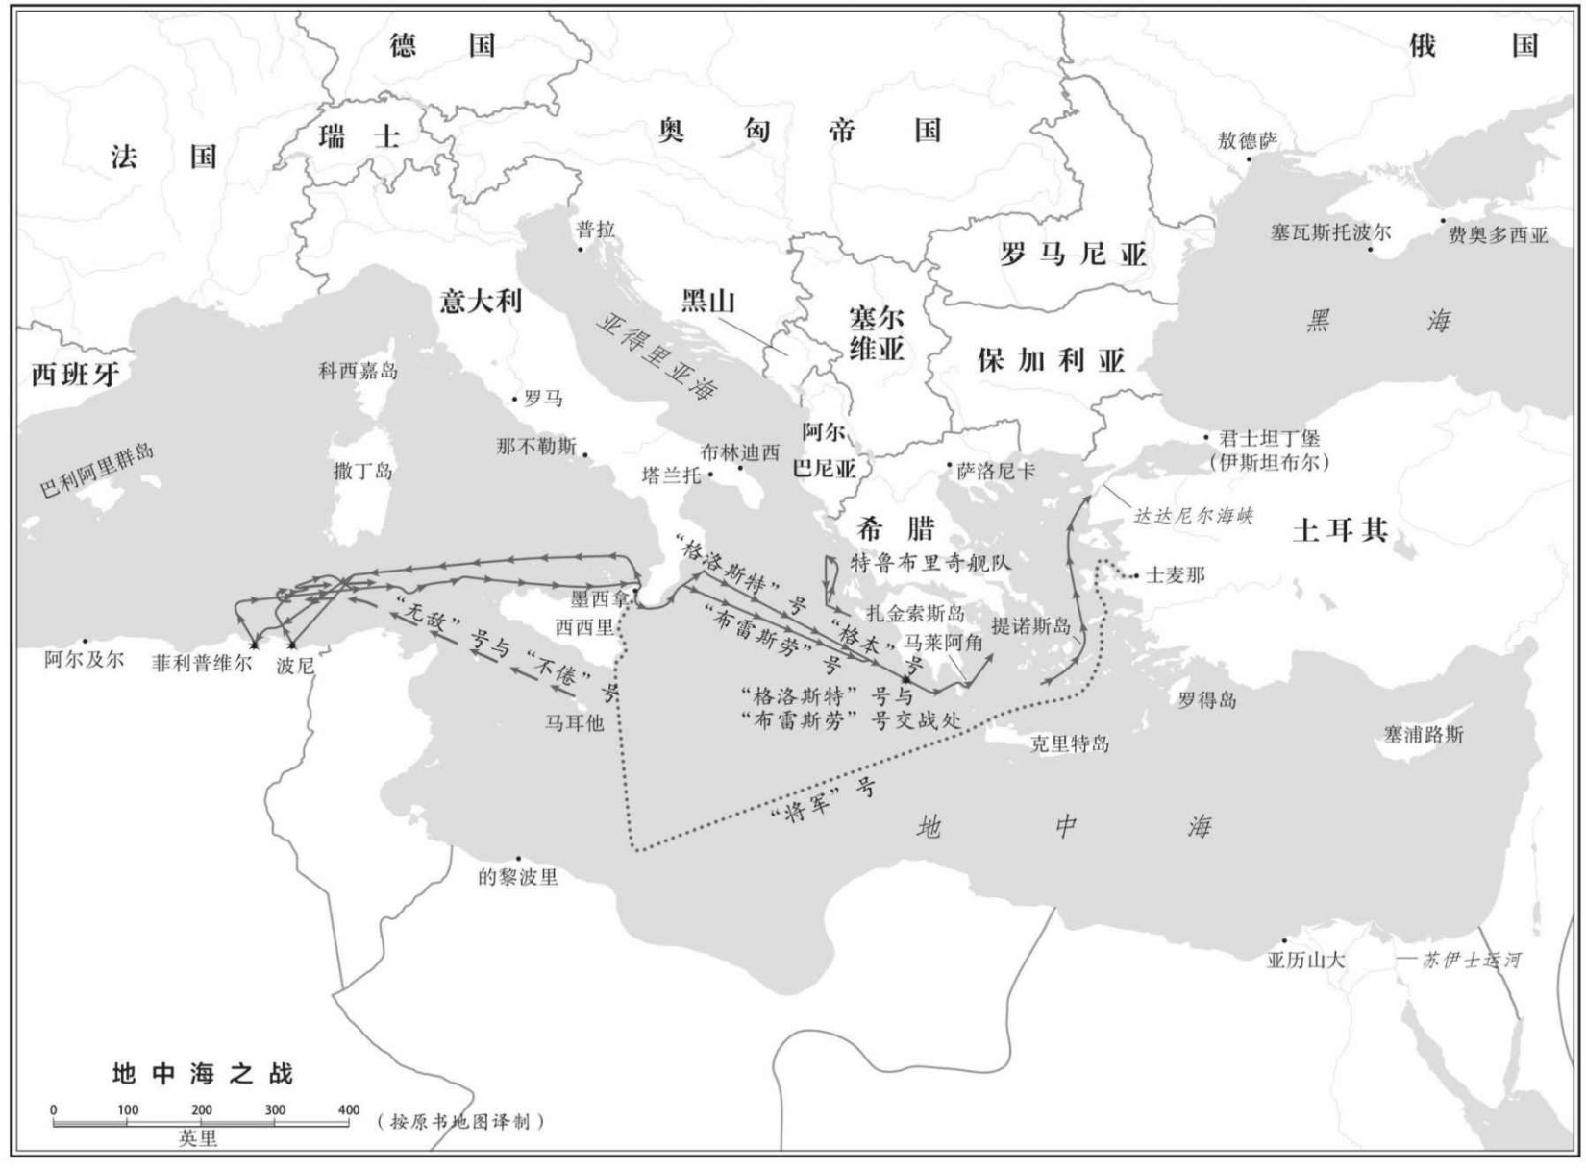 德国
俄国
瑞士
奥匈帝国
法国
敖德萨
普拉
塞瓦斯托波尔
费奥多西亚
罗马尼亚
意大利
黑山
塞尔
维亚
黑海
亚得里亚海
保加利亚
西班牙
科西嘉岛
罗马
阿尔
巴尼亚
君士坦丁堡
（伊斯坦布尔）
那不勒斯
布林迪西
塔兰托
萨洛尼卡
巴利阿里群岛
撒丁岛
达达尼尔海峡
希腊
土耳其
“格洛斯特”号
特鲁布里奇舰队
士麦那
墨西拿
西西里
“无敌”号与“不倦”号
“布雷斯劳”号
“格本”号
扎金索斯岛
马莱阿角
提诺斯岛
阿尔及尔
菲利普维尔
波尼
“格洛斯特”号与
“布雷斯劳”号交战处
罗得岛
马耳他
克里特岛
塞浦路斯
“将军”号
地中海
的黎波里
亚历山大
苏伊士运河
地中海之战
0 100 200 300 400
英里
（按原书地图译制）